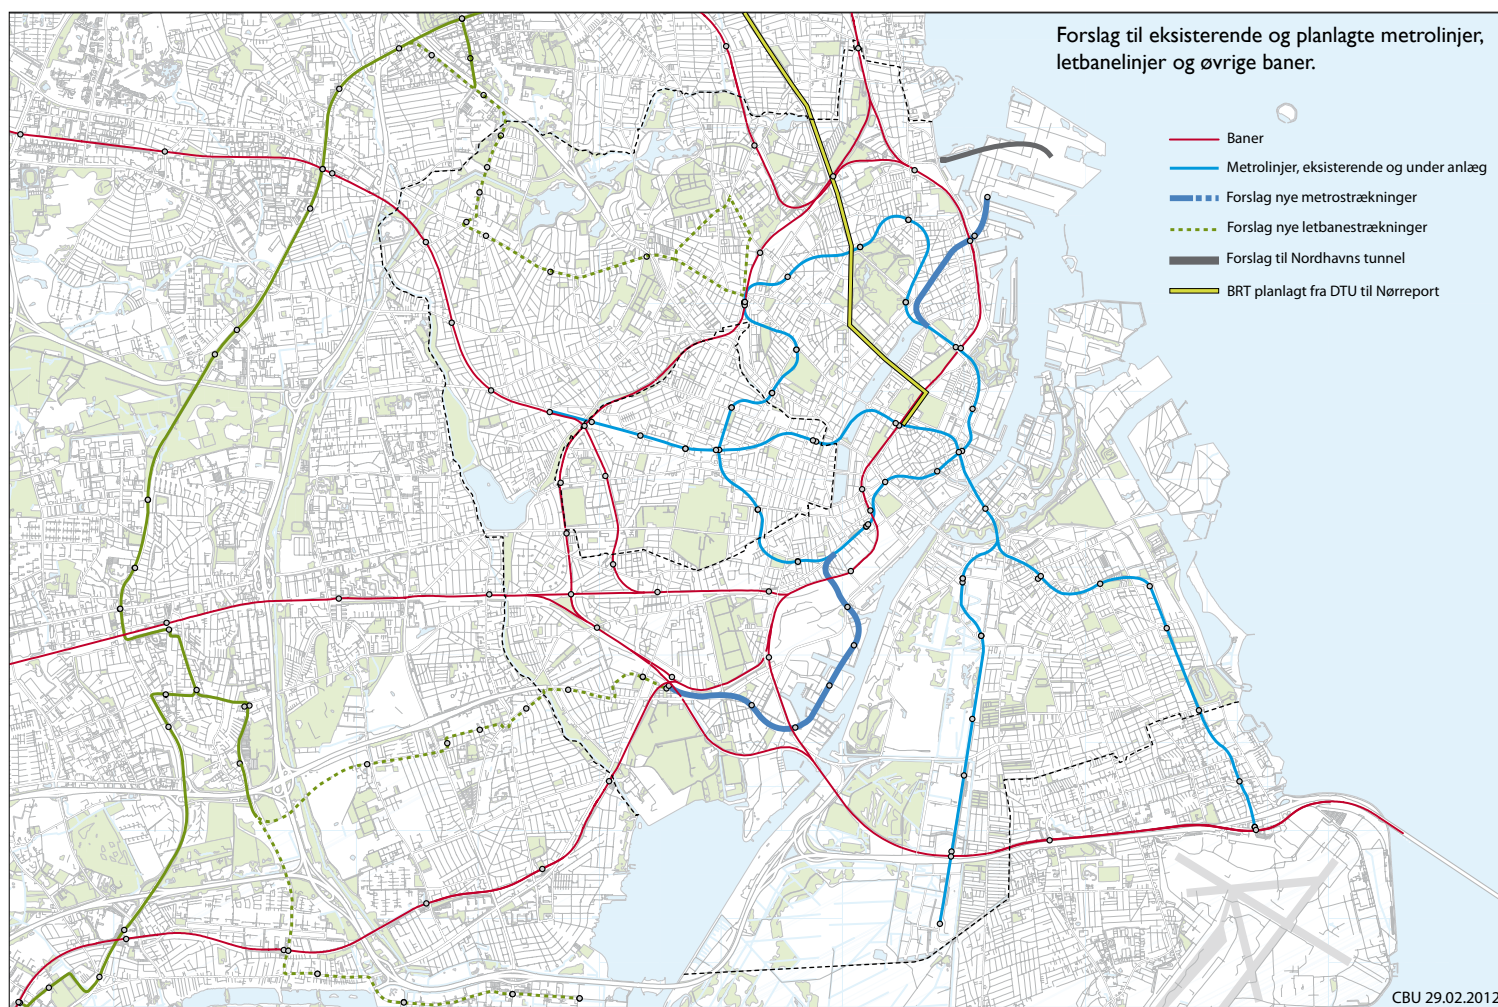 Forslag til eksisterende og planlagte metrolinjer,
letbanelinjer og øvrige baner.
Baner
Metrolinjer, eksisterende og under anlæg
Forslag nye metrostrækninger
Forslag nye letbanestrækninger
Forslag til Nordhavns tunnel
BRT planlagt fra DTU til Nørreport
CBU 29.02.2012